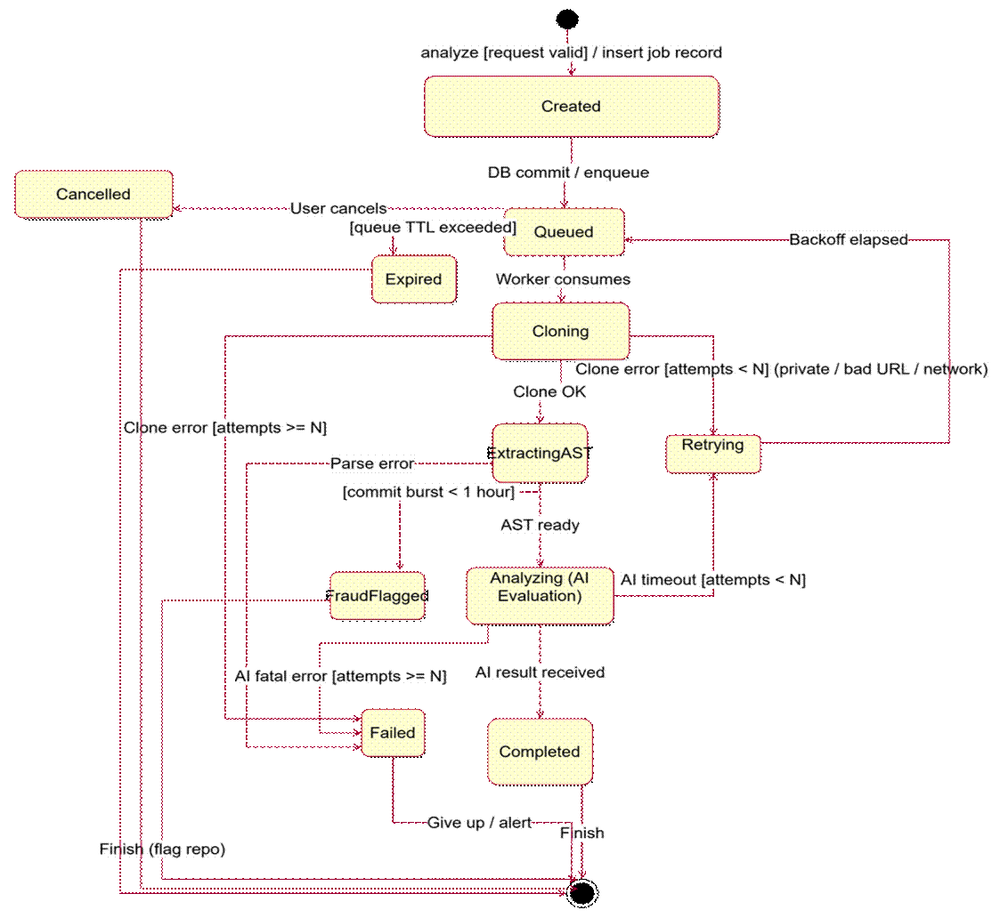 analyze [request valid] / insert job record
Created
DB commit / enqueue
Cancelled
User cancels
[queue TTL exceeded]
Queued
Backoff elapsed
Expired
Worker consumes
Cloning
Clone error [attempts < N] (private / bad URL / network)
Clone OK
Clone error [attempts >= N]
Retrying
ExtractingAST
Parse error
[commit burst < 1 hour]
AST ready
FraudFlagged
Analyzing (AI
Evaluation)
AI timeout [attempts < N]
AI fatal error [attempts >= N]
AI result received
Failed
Completed
Give up / alert
Finish
Finish (flag repo)